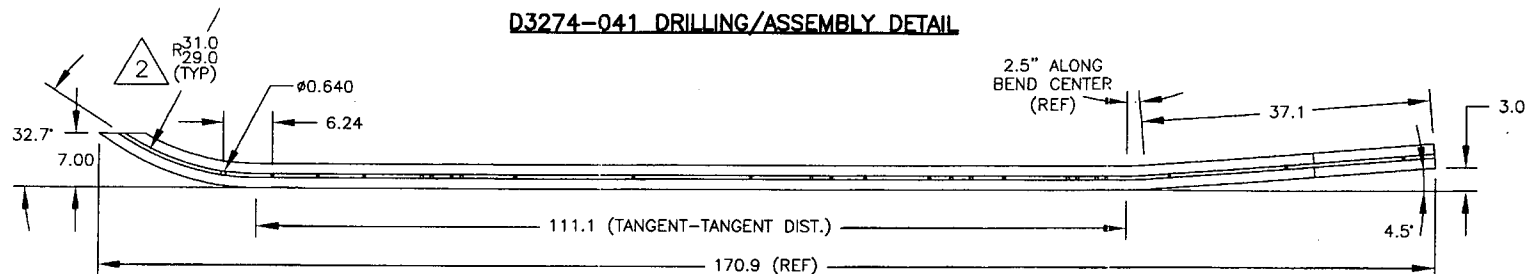 D3274-041 DRILLING/ASSEMBLY DETAIL
2
R31.0
29.0
(TYP)
ø0.640
6.24
2.5" ALONG
BEND CENTER
(REF)
37.1
3.0
32.7°
7.00
111.1 (TANGENT-TANGENT DIST.)
4.5°
170.9 (REF)